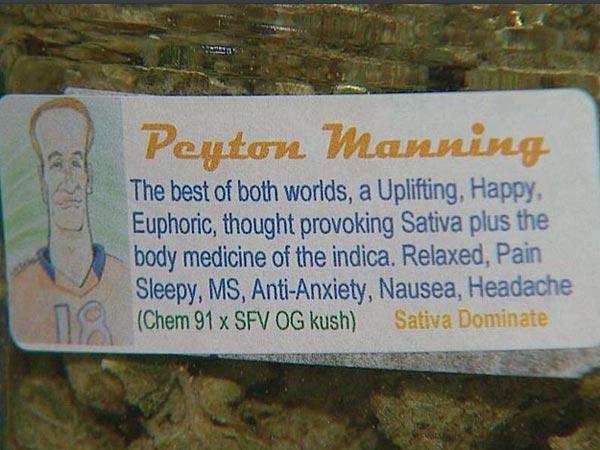 Peyton Manning
The best of both worlds, a Uplifting, Happy,
Euphoric, thought provoking Sativa plus the
body medicine of the indica. Relaxed, Pain
Sleepy, MS, Anti-Anxiety, Nausea, Headache
(Chem 91 x SFV OG kush) Sativa Dominate
18